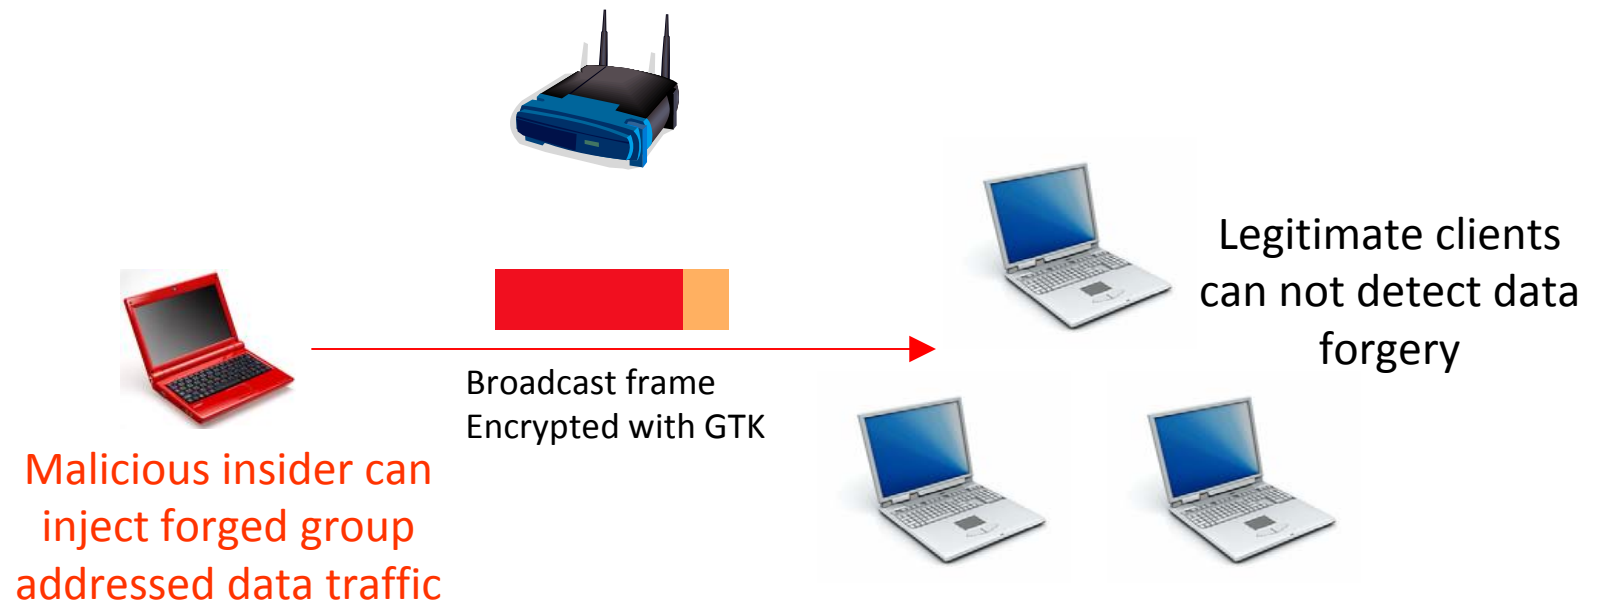 Legitimate clients
can not detect data
forgery
Broadcast frame
Encrypted with GTK
Malicious insider can
inject forged group
addressed data traffic